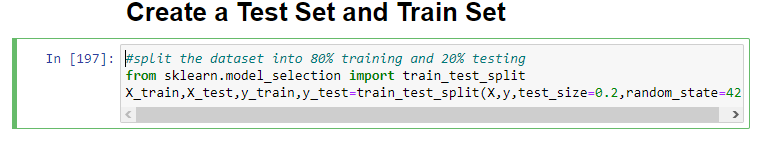 Create a Test Set and Train Set
In [197]: #split the dataset into 80% training and 20% testing
from sklearn.model_selection import train_test_split
X_train,X_test,y_train,y_test=train_test_split(X,y,test_size=0.2,random_state=42